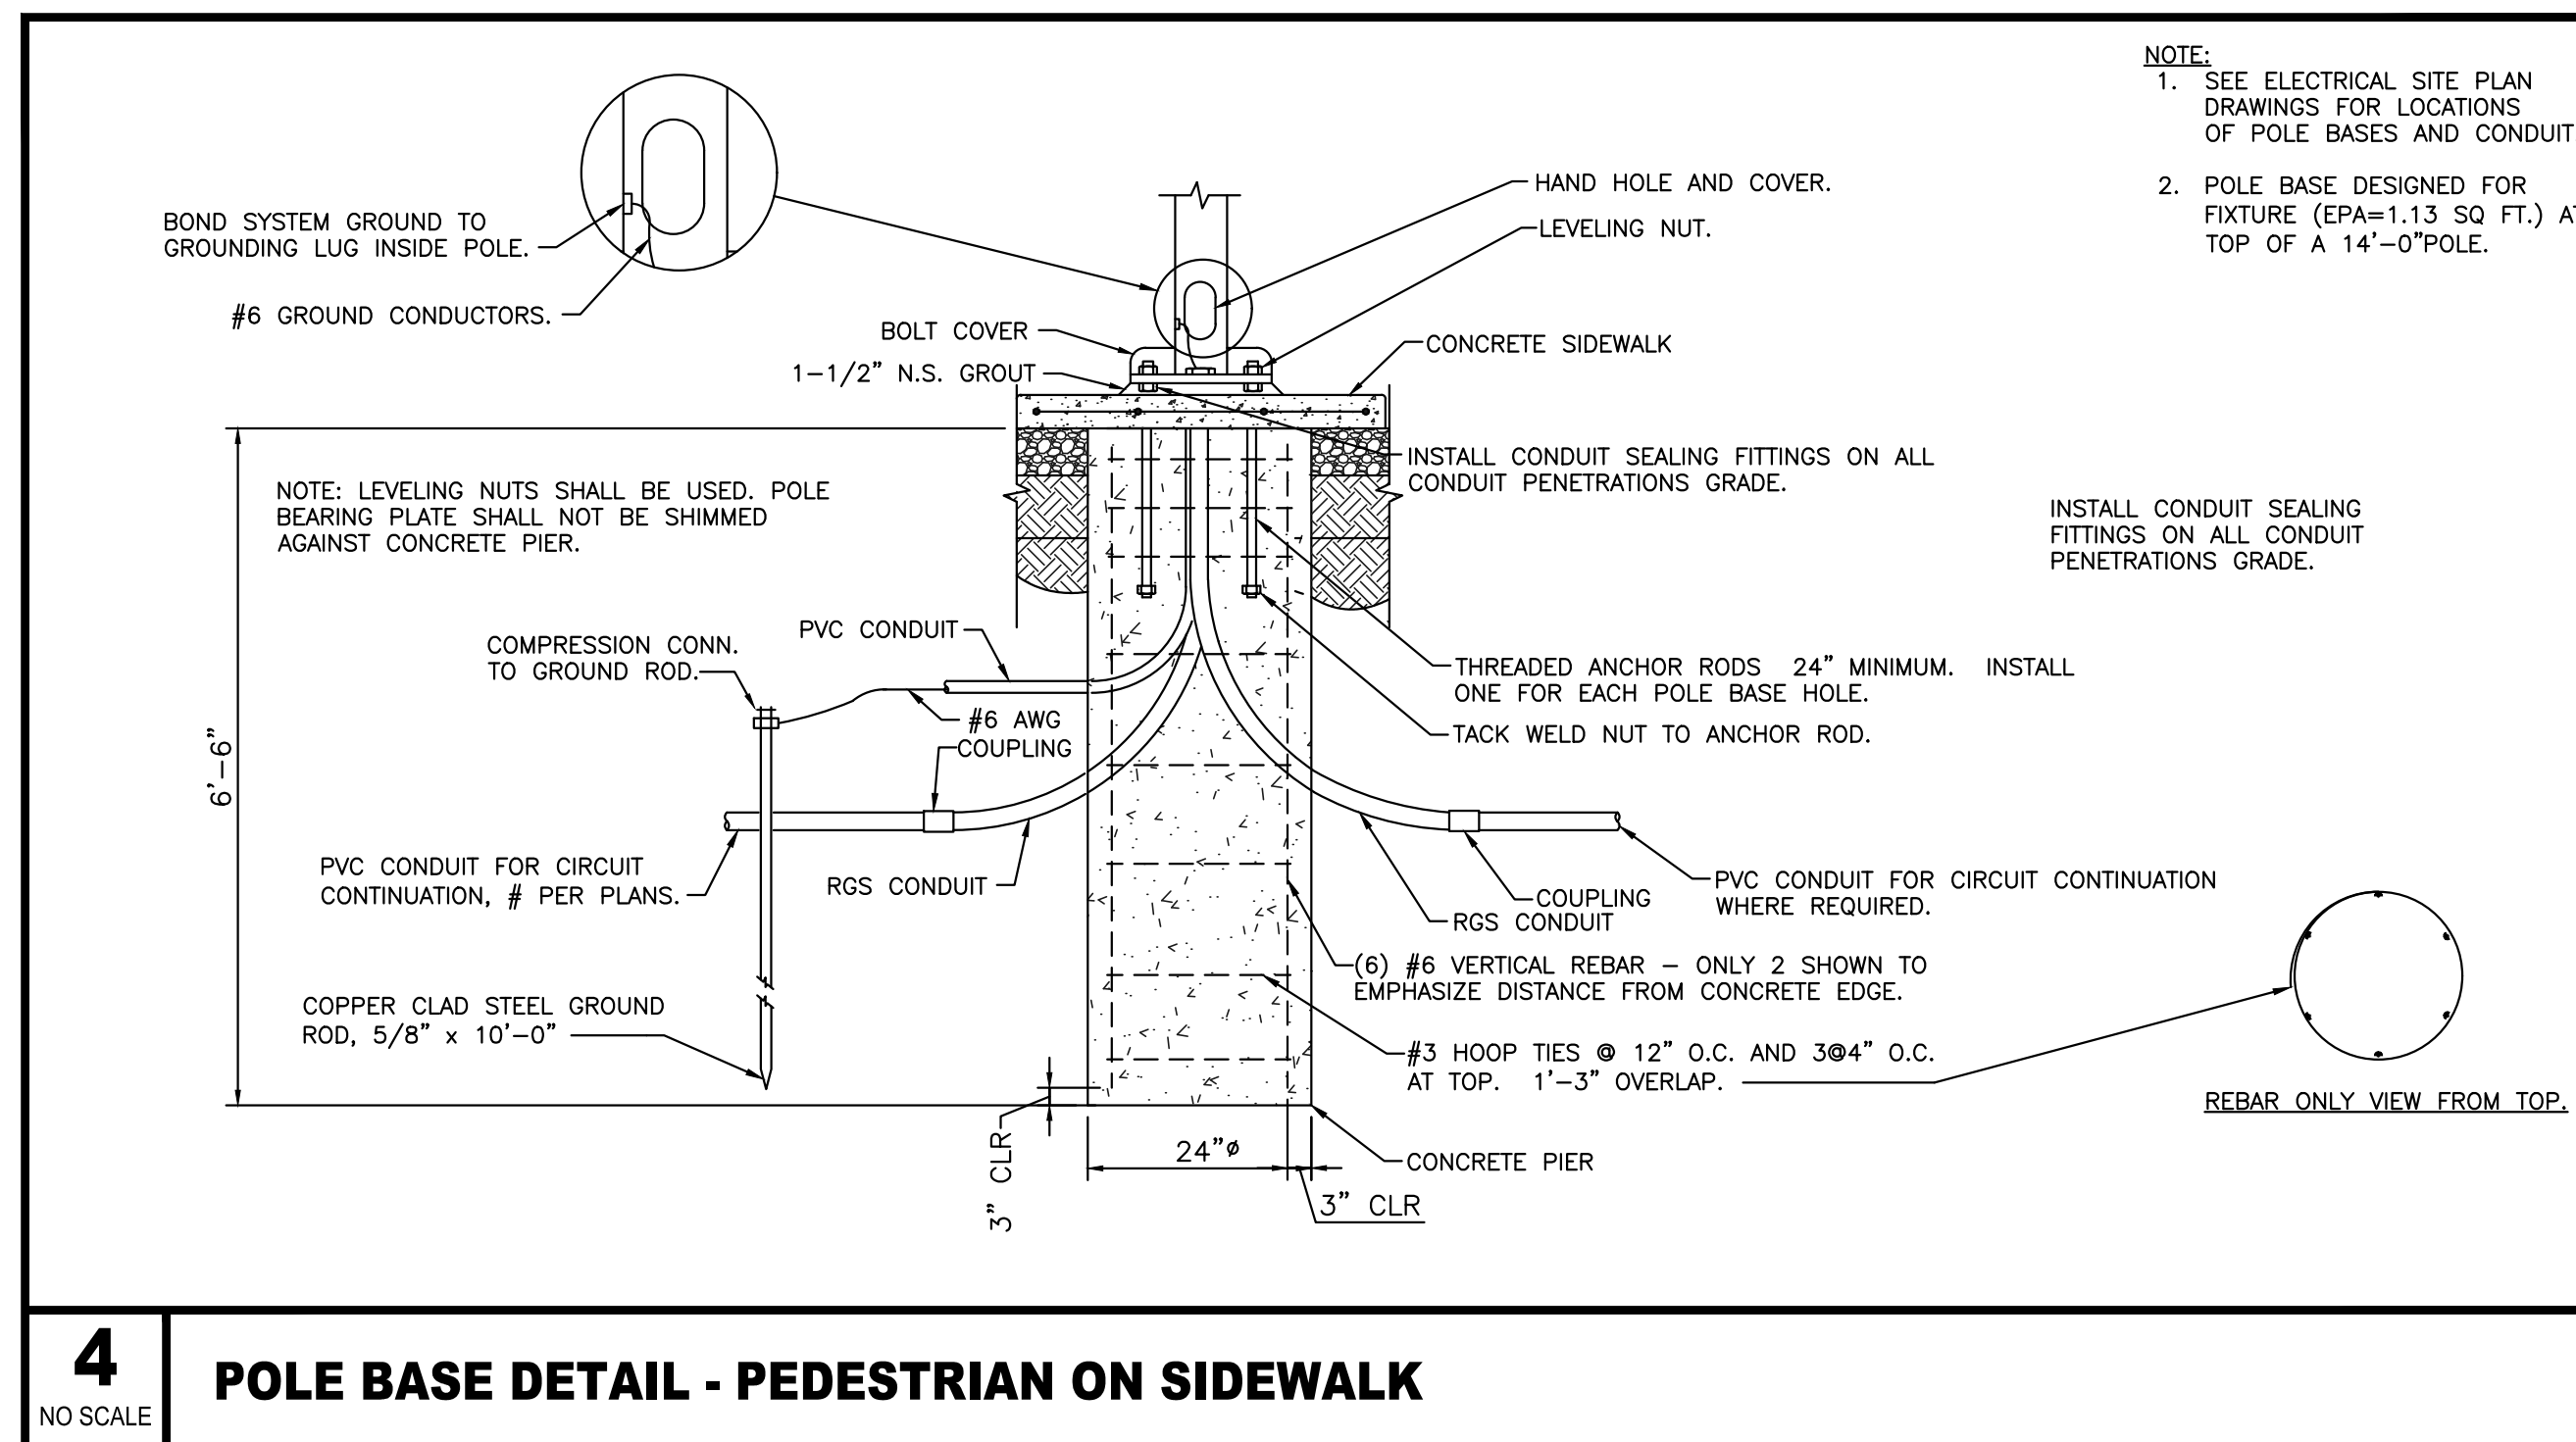 NOTE:
1. SEE ELECTRICAL SITE PLAN
DRAWINGS FOR LOCATIONS
OF POLE BASES AND CONDUIT
2. POLE BASE DESIGNED FOR
FIXTURE (EPA=1.13 SQ FT.) AT
TOP OF A 14'-0"POLE.
BOND SYSTEM GROUND TO
GROUNDING LUG INSIDE POLE.
#6 GROUND CONDUCTORS.
HAND HOLE AND COVER.
LEVELING NUT.
BOLT COVER
1-1/2" N.S. GROUT
CONCRETE SIDEWALK
INSTALL CONDUIT SEALING FITTINGS ON ALL
CONDUIT PENETRATIONS GRADE.
NOTE: LEVELING NUTS SHALL BE USED. POLE
BEARING PLATE SHALL NOT BE SHIMMED
AGAINST CONCRETE PIER.
INSTALL CONDUIT SEALING
FITTINGS ON ALL CONDUIT
PENETRATIONS GRADE.
PVC CONDUIT
COMPRESSION CONN.
TO GROUND ROD.
#6 AWG
COUPLING
THREADED ANCHOR RODS 24" MINIMUM. INSTALL
ONE FOR EACH POLE BASE HOLE.
TACK WELD NUT TO ANCHOR ROD.
6'-6"
PVC CONDUIT FOR CIRCUIT
CONTINUATION, # PER PLANS.
RGS CONDUIT
PVC CONDUIT FOR CIRCUIT CONTINUATION
WHERE REQUIRED.
COUPLING
RGS CONDUIT
(6) #6 VERTICAL REBAR - ONLY 2 SHOWN TO
EMPHASIZE DISTANCE FROM CONCRETE EDGE.
COPPER CLAD STEEL GROUND
ROD, 5/8" x 10'-0"
#3 HOOP TIES @ 12" O.C. AND 3@4" O.C.
AT TOP. 1'-3" OVERLAP.
REBAR ONLY VIEW FROM TOP.
3" CLR
24"ø
CONCRETE PIER
3" CLR
4
NO SCALE
POLE BASE DETAIL - PEDESTRIAN ON SIDEWALK